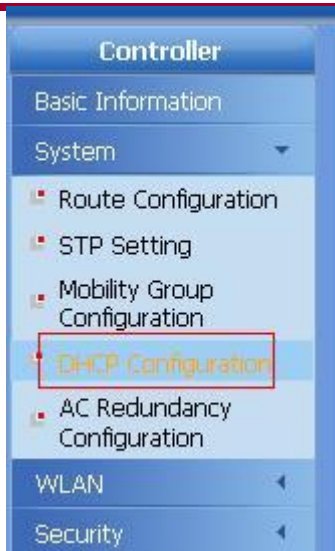 Controller
Basic Information
System
Route Configuration
STP Setting
Mobility Group
Configuration
DHCP Configuration
AC Redundancy
Configuration
WLAN
Security